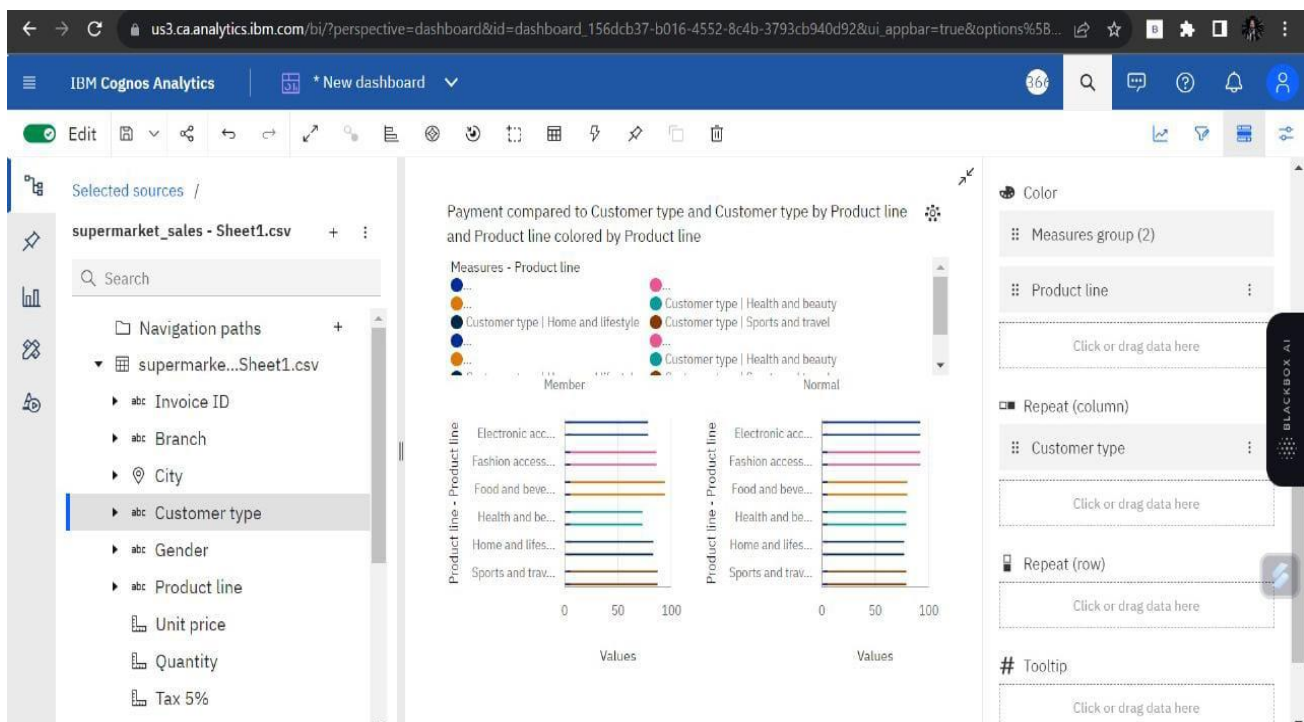 us3.ca.analytics.ibm.com/bi/?perspective=dashboard&id=dashboard_156dcb37-b016-4552-8c4b-3793cb940d92&ui_appbar=true&options%5B...
B
IBM Cognos Analytics
* New dashboard
366
Edit
Selected sources /
supermarket_sales - Sheet1.csv
Search
Navigation paths
supermarke...Sheet1.csv
abc Invoice ID
abc Branch
City
abc Customer type
abc Gender
abc Product line
Unit price
Quantity
Tax 5%
Payment compared to Customer type and Customer type by Product line
and Product line colored by Product line
Measures - Product line
... ...
... Customer type | Health and beauty
Customer type | Home and lifestyle Customer type | Sports and travel
... ...
... Customer type | Health and beauty
Member Normal
Product line - Product line
Electronic acc...
Fashion access...
Food and beve...
Health and be...
Home and lifes...
Sports and trav...
0 50 100
Values
Product line - Product line
Electronic acc...
Fashion access...
Food and beve...
Health and be...
Home and lifes...
Sports and trav...
0 50 100
Values
Color
Measures group (2)
Product line
Click or drag data here
Repeat (column)
Customer type
Click or drag data here
Repeat (row)
Click or drag data here
# Tooltip
Click or drag data here
BLACKBOX AI